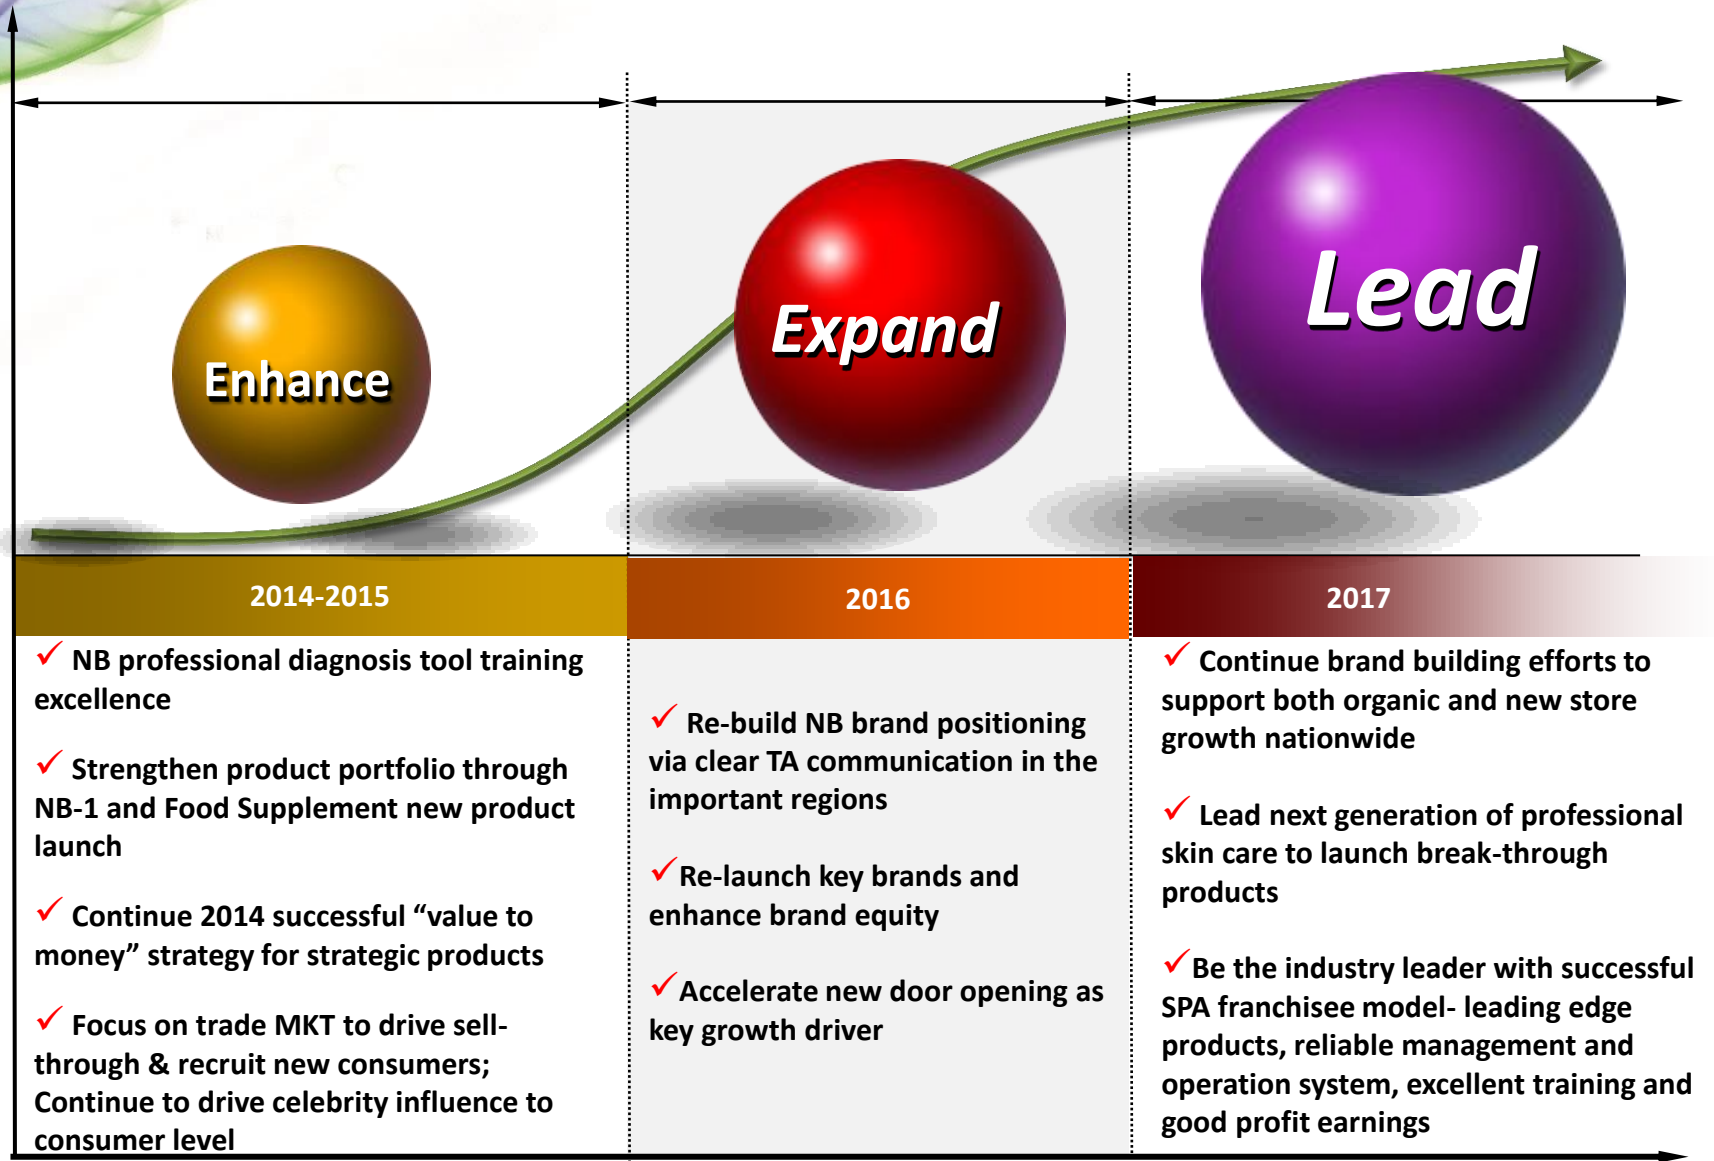 Enhance
Expand
Lead
2014-2015
2016
2017
✓ NB professional diagnosis tool training
excellence
✓ Strengthen product portfolio through
NB-1 and Food Supplement new product
launch
✓ Continue 2014 successful “value to
money” strategy for strategic products
✓ Focus on trade MKT to drive sell-
through & recruit new consumers;
Continue to drive celebrity influence to
consumer level
✓ Re-build NB brand positioning
via clear TA communication in the
important regions
✓Re-launch key brands and
enhance brand equity
✓Accelerate new door opening as
key growth driver
✓ Continue brand building efforts to
support both organic and new store
growth nationwide
✓ Lead next generation of professional
skin care to launch break-through
products
✓Be the industry leader with successful
SPA franchisee model- leading edge
products, reliable management and
operation system, excellent training and
good profit earnings